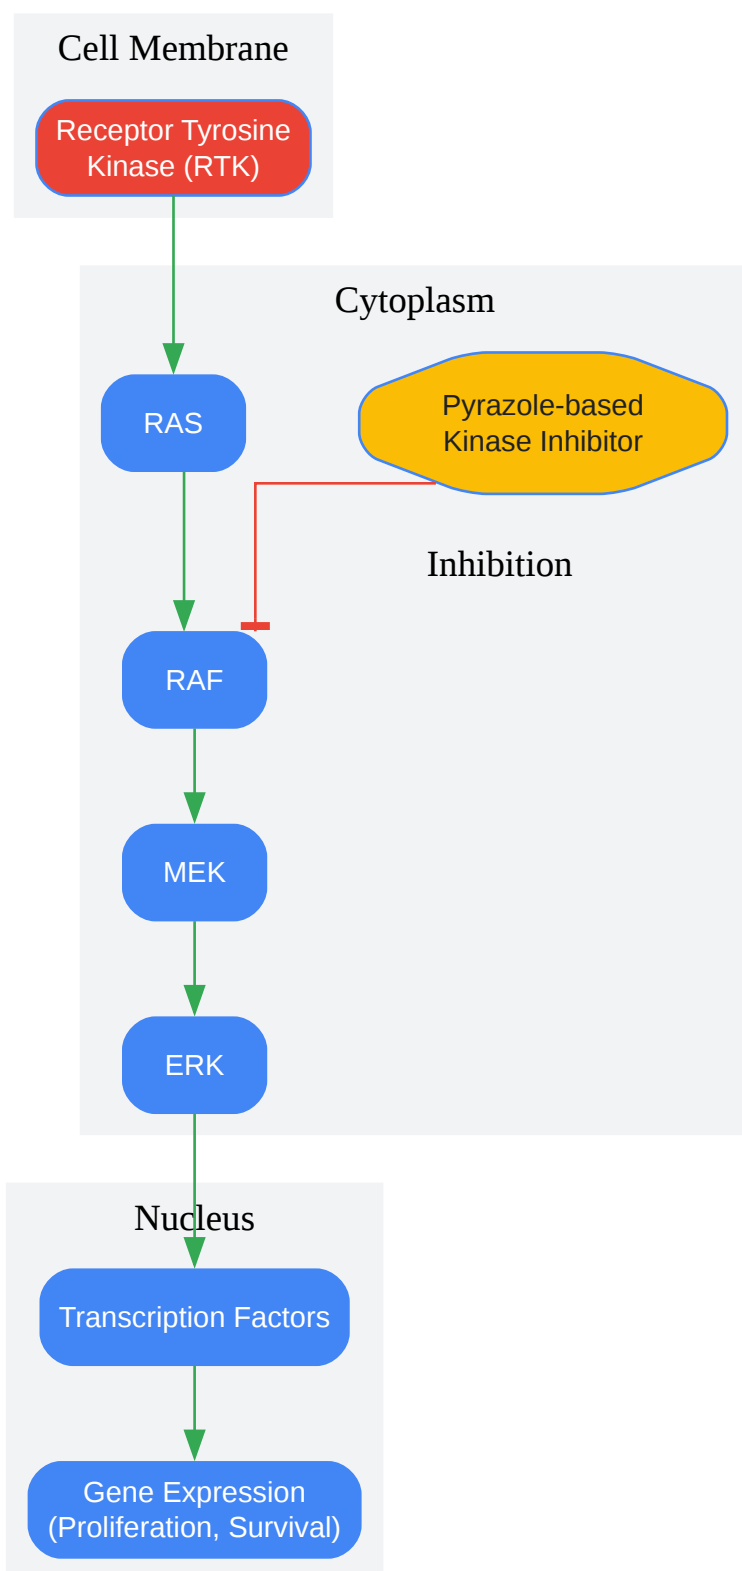 Cell Membrane
Receptor Tyrosine
Kinase (RTK)
Cytoplasm
RAS
Pyrazole-based
Kinase Inhibitor
Inhibition
RAF
MEK
ERK
Nucleus
Transcription Factors
Gene Expression
(Proliferation, Survival)